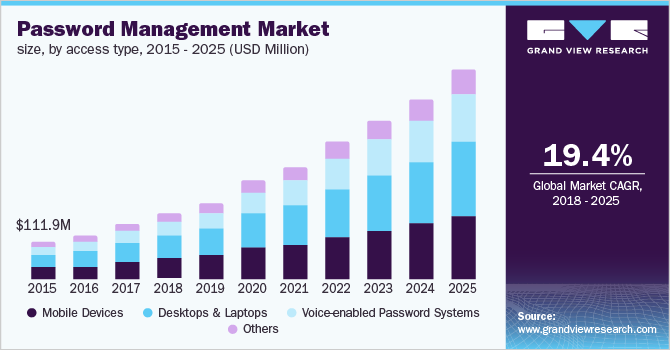 Password Management Market
size, by access type, 2015 - 2025 (USD Million)
$111.9M
2015 2016 2017 2018 2019 2020 2021 2022 2023 2024 2025
Mobile Devices Desktops & Laptops Voice-enabled Password Systems
Others
GRAND VIEW RESEARCH
19.4%
Global Market CAGR,
2018 - 2025
Source:
www.grandviewresearch.com